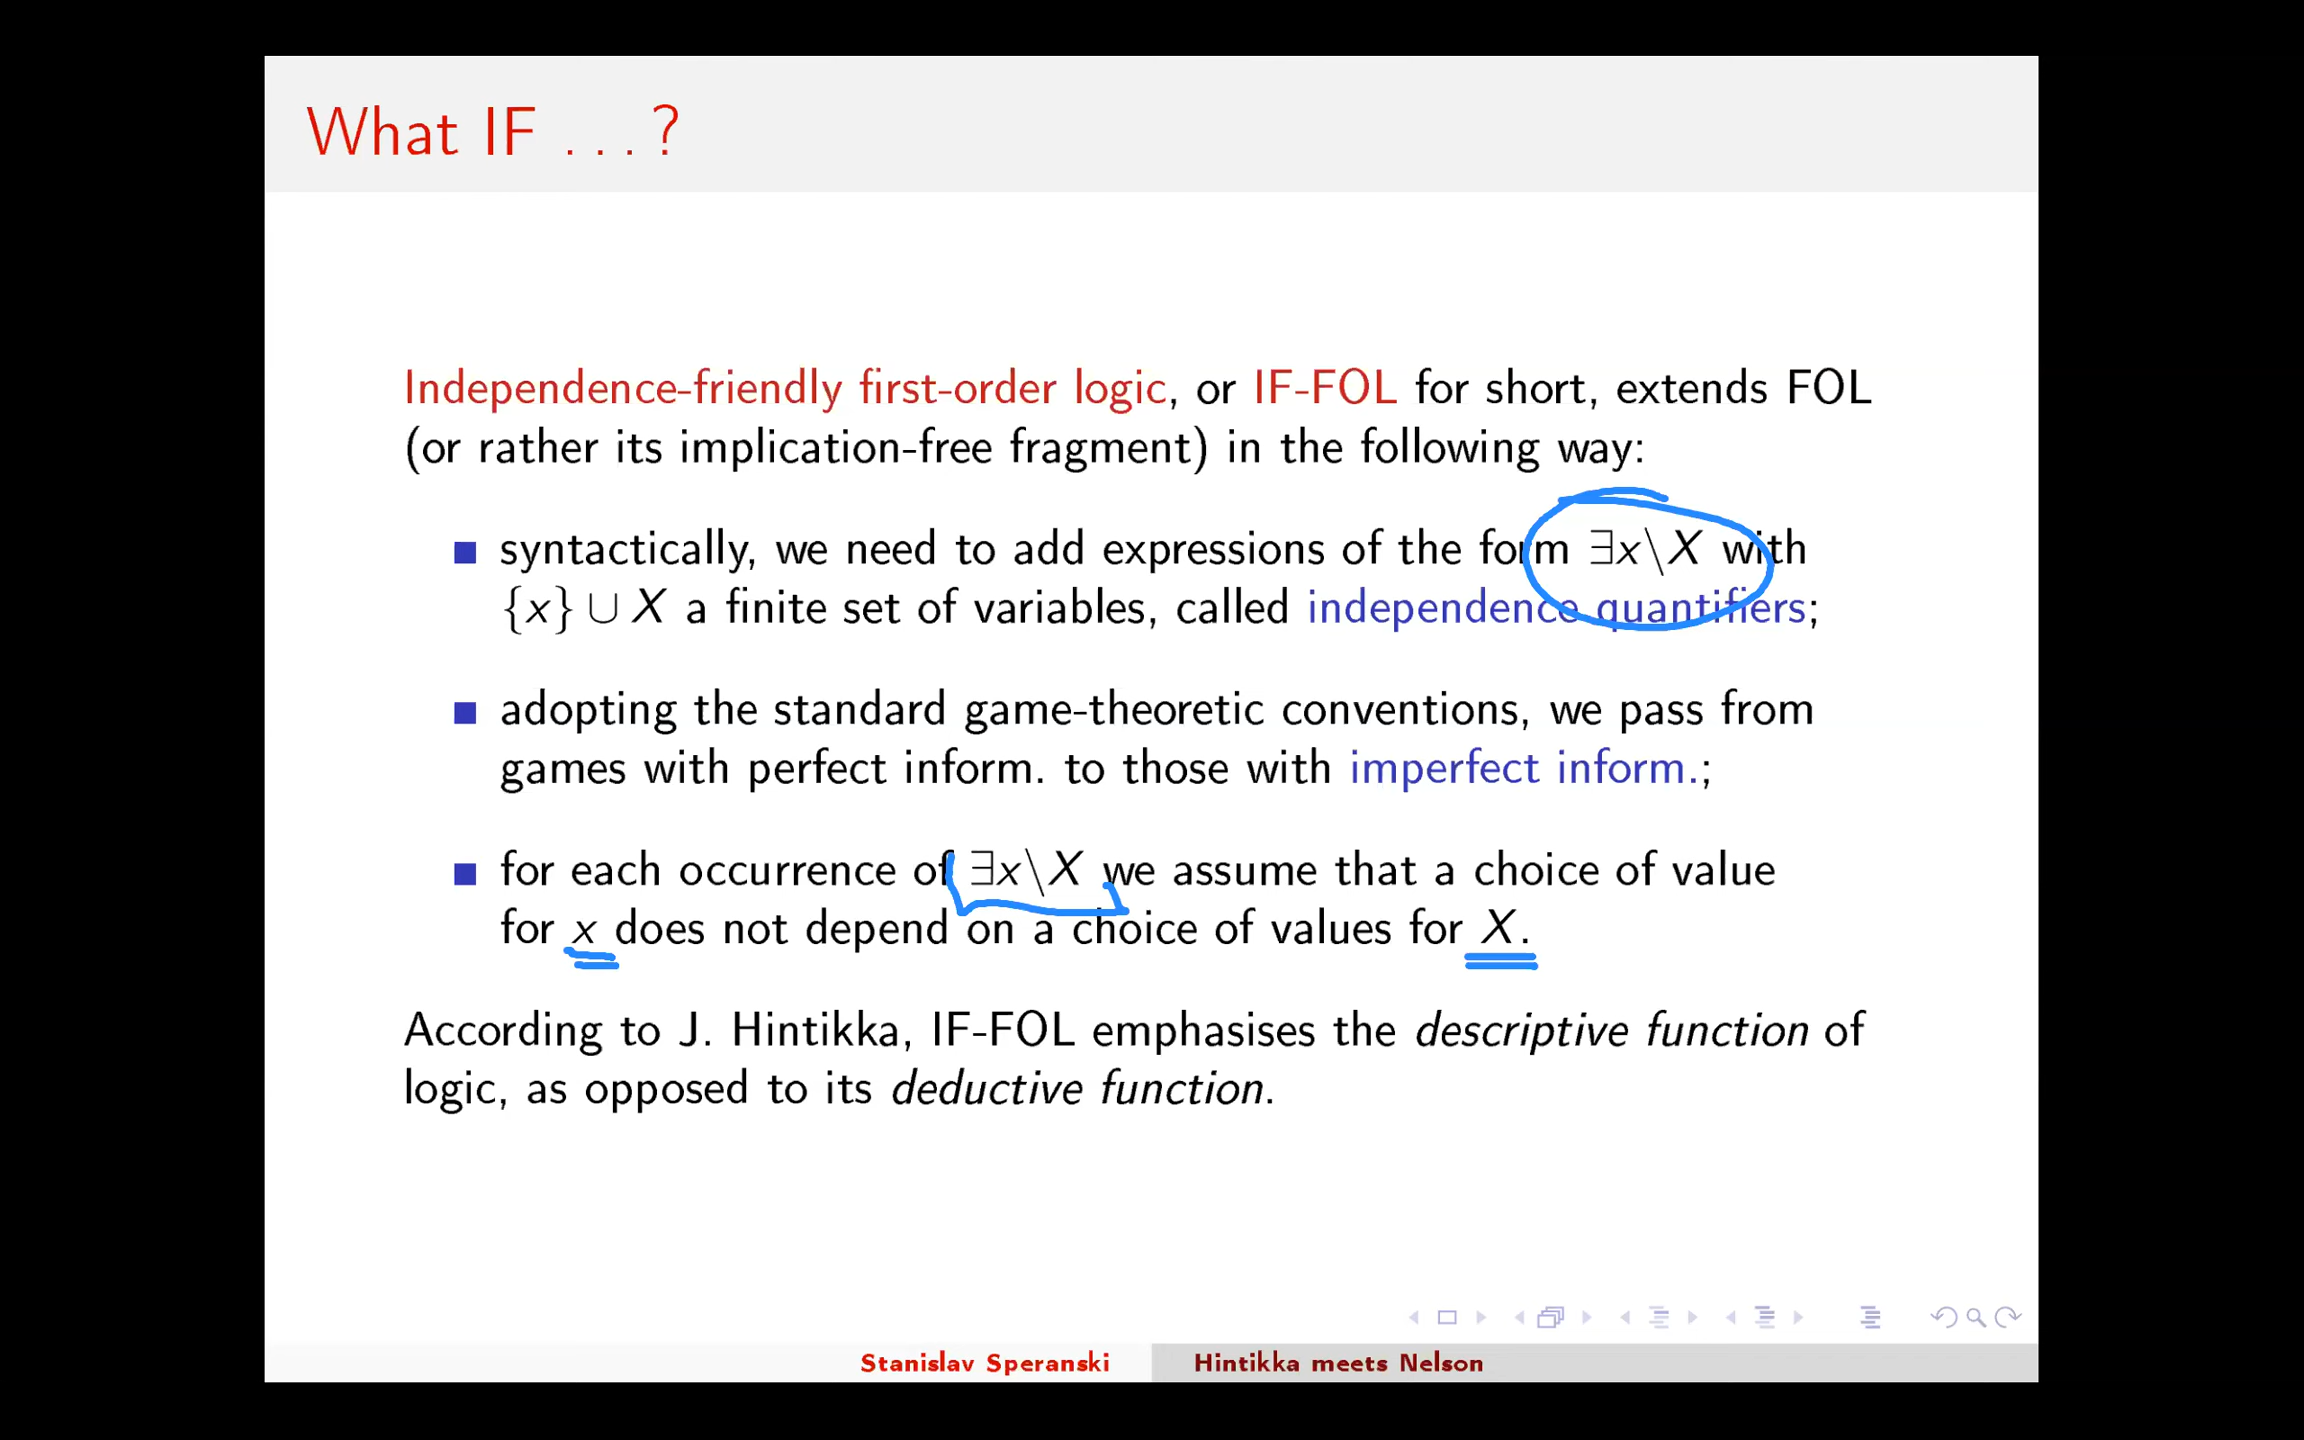 What IF . . . ?
Independence-friendly first-order logic, or IF-FOL for short, extends FOL
(or rather its implication-free fragment) in the following way:
syntactically, we need to add expressions of the form ∃x\X with
{x} ∪ X a finite set of variables, called independence quantifiers;
adopting the standard game-theoretic conventions, we pass from
games with perfect inform. to those with imperfect inform.;
for each occurrence of ∃x\X we assume that a choice of value
for x does not depend on a choice of values for X.
According to J. Hintikka, IF-FOL emphasises the descriptive function of
logic, as opposed to its deductive function.
Stanislav Speranski
Hintikka meets Nelson